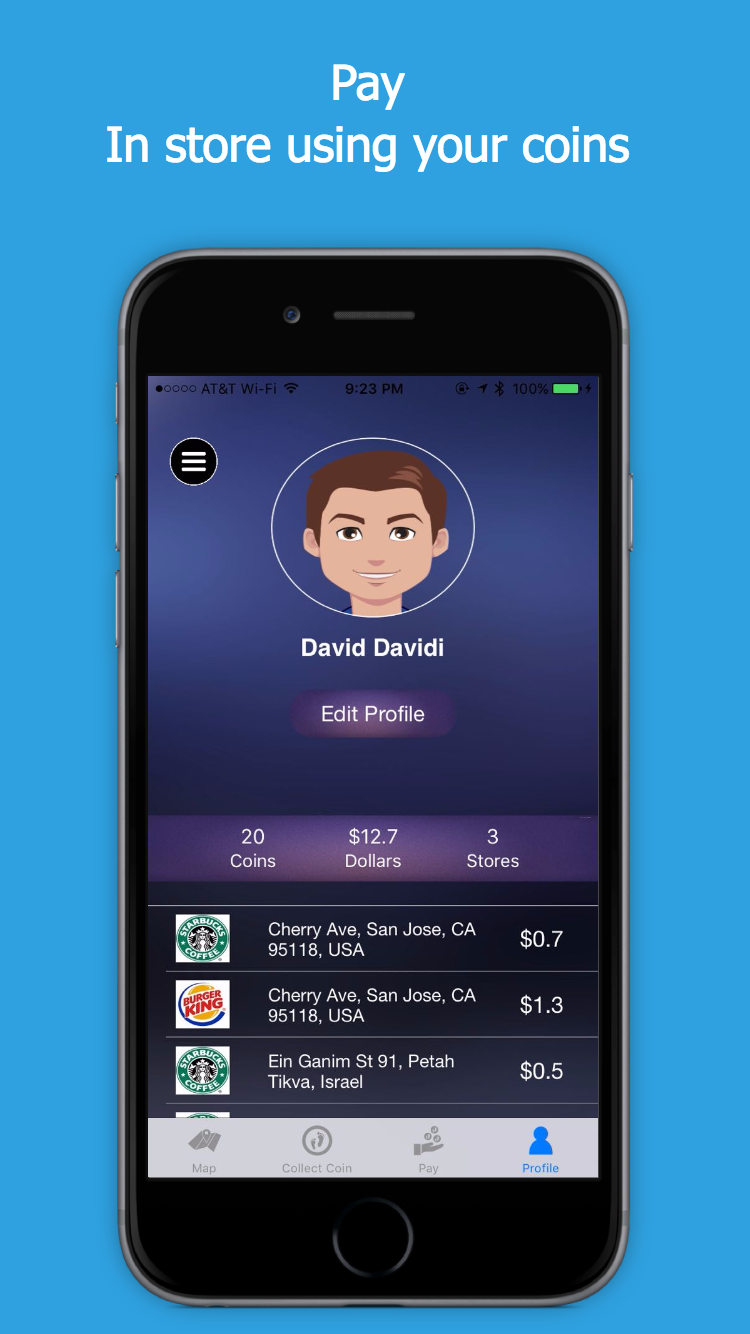 Pay
In store using your coins
AT&T Wi-Fi 9:23 PM 100%
David Davidi
Edit Profile
20 $12.7 3
Coins Dollars Stores
STARBUCKS
COFFEE
Cherry Ave, San Jose, CA
95118, USA
$0.7
BURGER
KING
Cherry Ave, San Jose, CA
95118, USA
$1.3
STARBUCKS
COFFEE
Ein Ganim St 91, Petah
Tikva, Israel
$0.5
Map Collect Coin Pay Profile